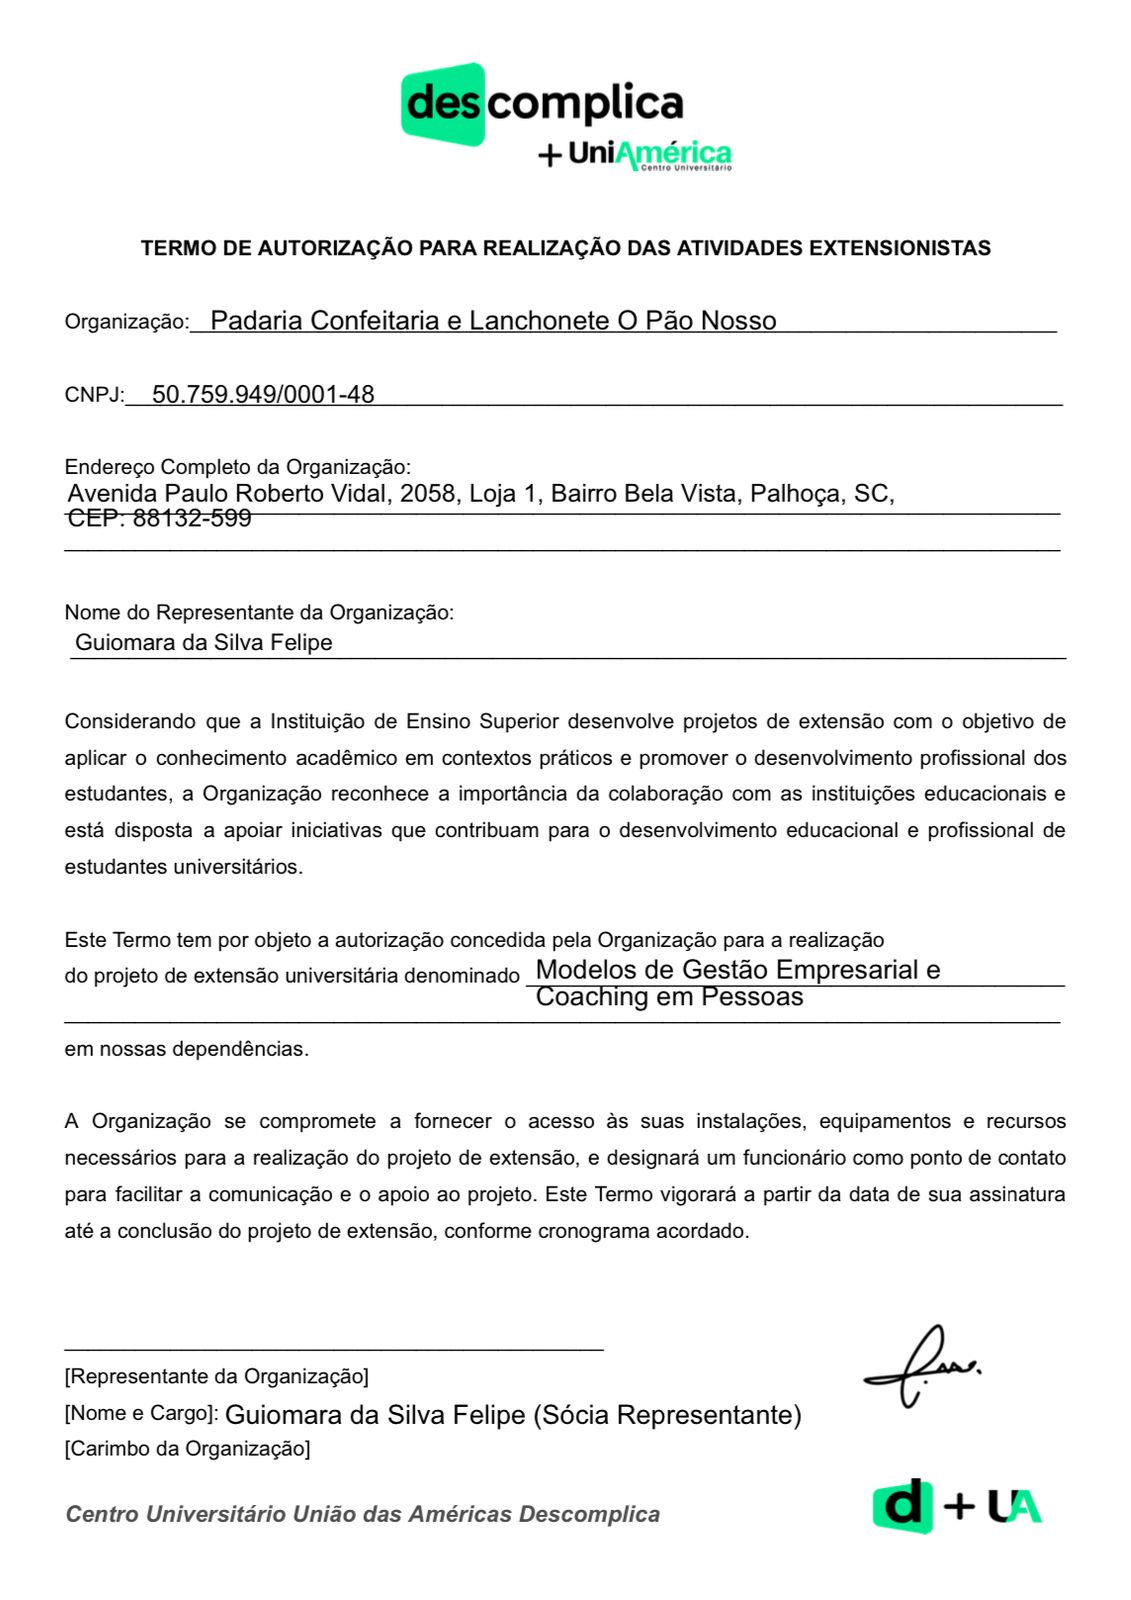 descomplica
+ UniAmérica
Centro Universitário
TERMO DE AUTORIZAÇÃO PARA REALIZAÇÃO DAS ATIVIDADES EXTENSIONISTAS
Organização: Padaria Confeitaria e Lanchonete O Pão Nosso
CNPJ: 50.759.949/0001-48
Endereço Completo da Organização:
Avenida Paulo Roberto Vidal, 2058, Loja 1, Bairro Bela Vista, Palhoça, SC,
CEP: 88132-599
Nome do Representante da Organização:
Guiomara da Silva Felipe
Considerando que a Instituição de Ensino Superior desenvolve projetos de extensão com o objetivo de
aplicar o conhecimento acadêmico em contextos práticos e promover o desenvolvimento profissional dos
estudantes, a Organização reconhece a importância da colaboração com as instituições educacionais e
está disposta a apoiar iniciativas que contribuam para o desenvolvimento educacional e profissional de
estudantes universitários.
Este Termo tem por objeto a autorização concedida pela Organização para a realização
do projeto de extensão universitária denominado Modelos de Gestão Empresarial e
Coaching em Pessoas
em nossas dependências.
A Organização se compromete a fornecer o acesso às suas instalações, equipamentos e recursos
necessários para a realização do projeto de extensão, e designará um funcionário como ponto de contato
para facilitar a comunicação e o apoio ao projeto. Este Termo vigorará a partir da data de sua assinatura
até a conclusão do projeto de extensão, conforme cronograma acordado.
[Representante da Organização]
[Nome e Cargo]: Guiomara da Silva Felipe (Sócia Representante)
[Carimbo da Organização]
Centro Universitário União das Américas Descomplica
d + UA